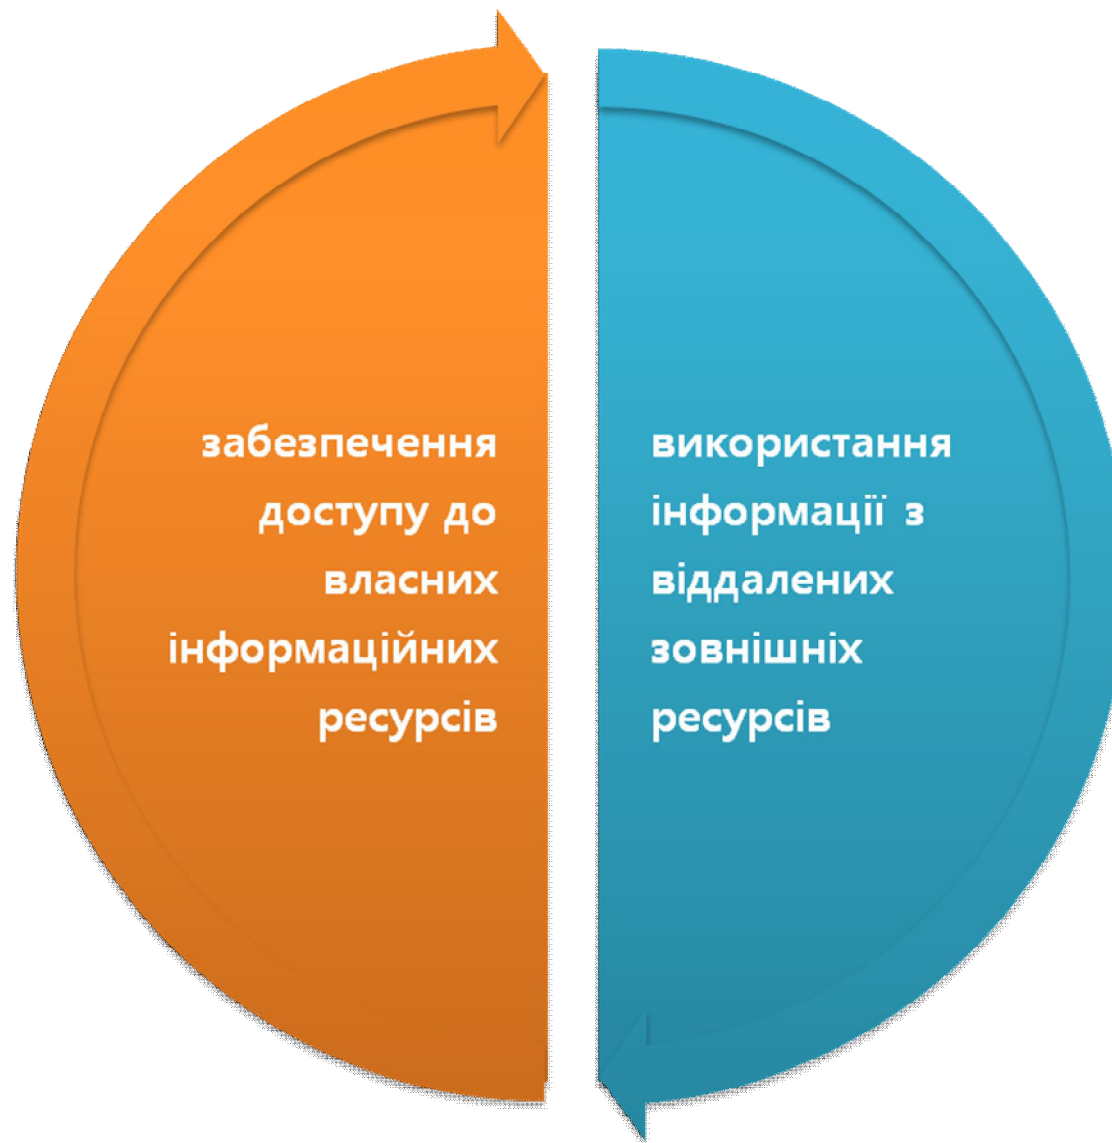 забезпечення
доступу до
власних
інформаційних
ресурсів
використання
інформації з
віддалених
зовнішніх
ресурсів